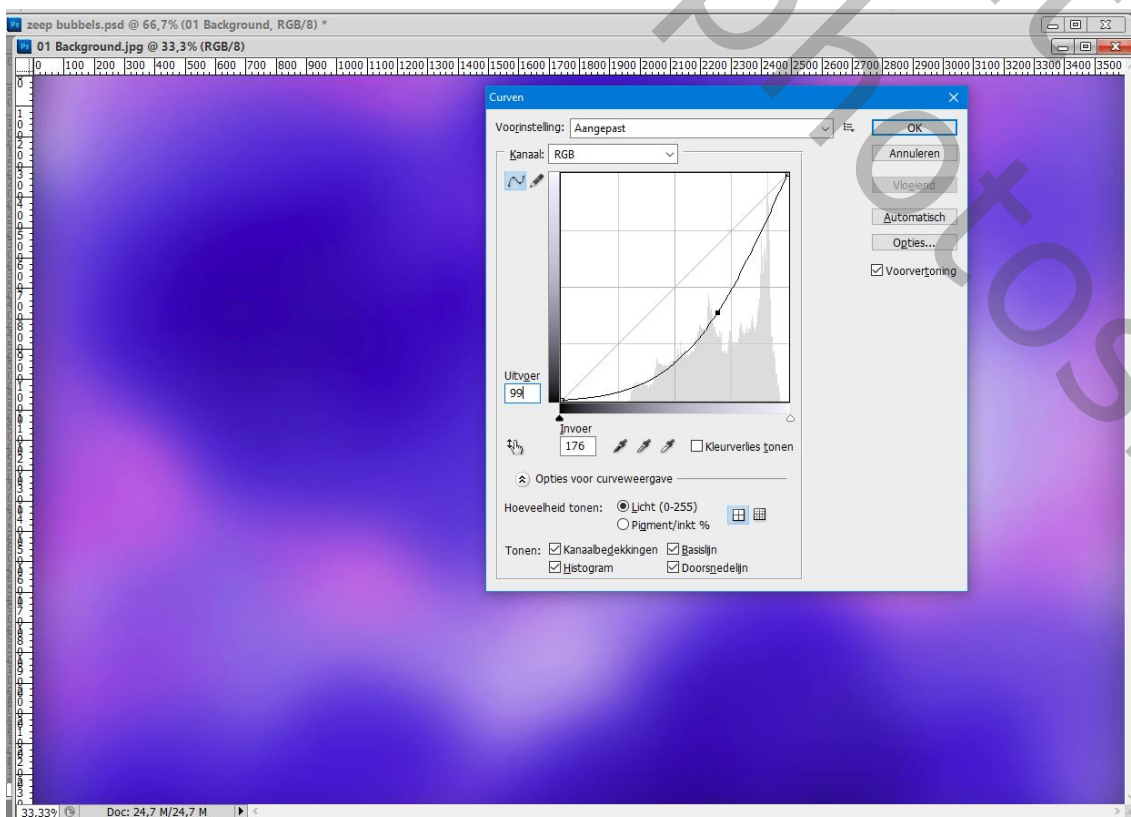 zeep bubbels.psd @ 66,7% (01 Background, RGB/8) *
01 Background.jpg @ 33,3% (RGB/8)
0 100 200 300 400 500 600 700 800 900 1000 1100 1200 1300 1400 1500 1600 1700 1800 1900 2000 2100 2200 2300 2400 2500 2600 2700 2800 2900 3000 3100 3200 3300 3400 3500
Curven
Voorinstelling: Aangepast
OK
Kanaal: RGB
Annuleren
Vloeiend
Automatisch
Opties...
Voorvertoning
Uitvoer
99
Invoer
176
Kleurverlies tonen
Opties voor curveweergave
Hoeveelheid tonen: Licht (0-255)
Pigment/inkt %
Tonen: Kanaalbedekkingen Basislijn
Histogram Doorsnedelijn
33,33% Doc: 24,7 M/24,7 M